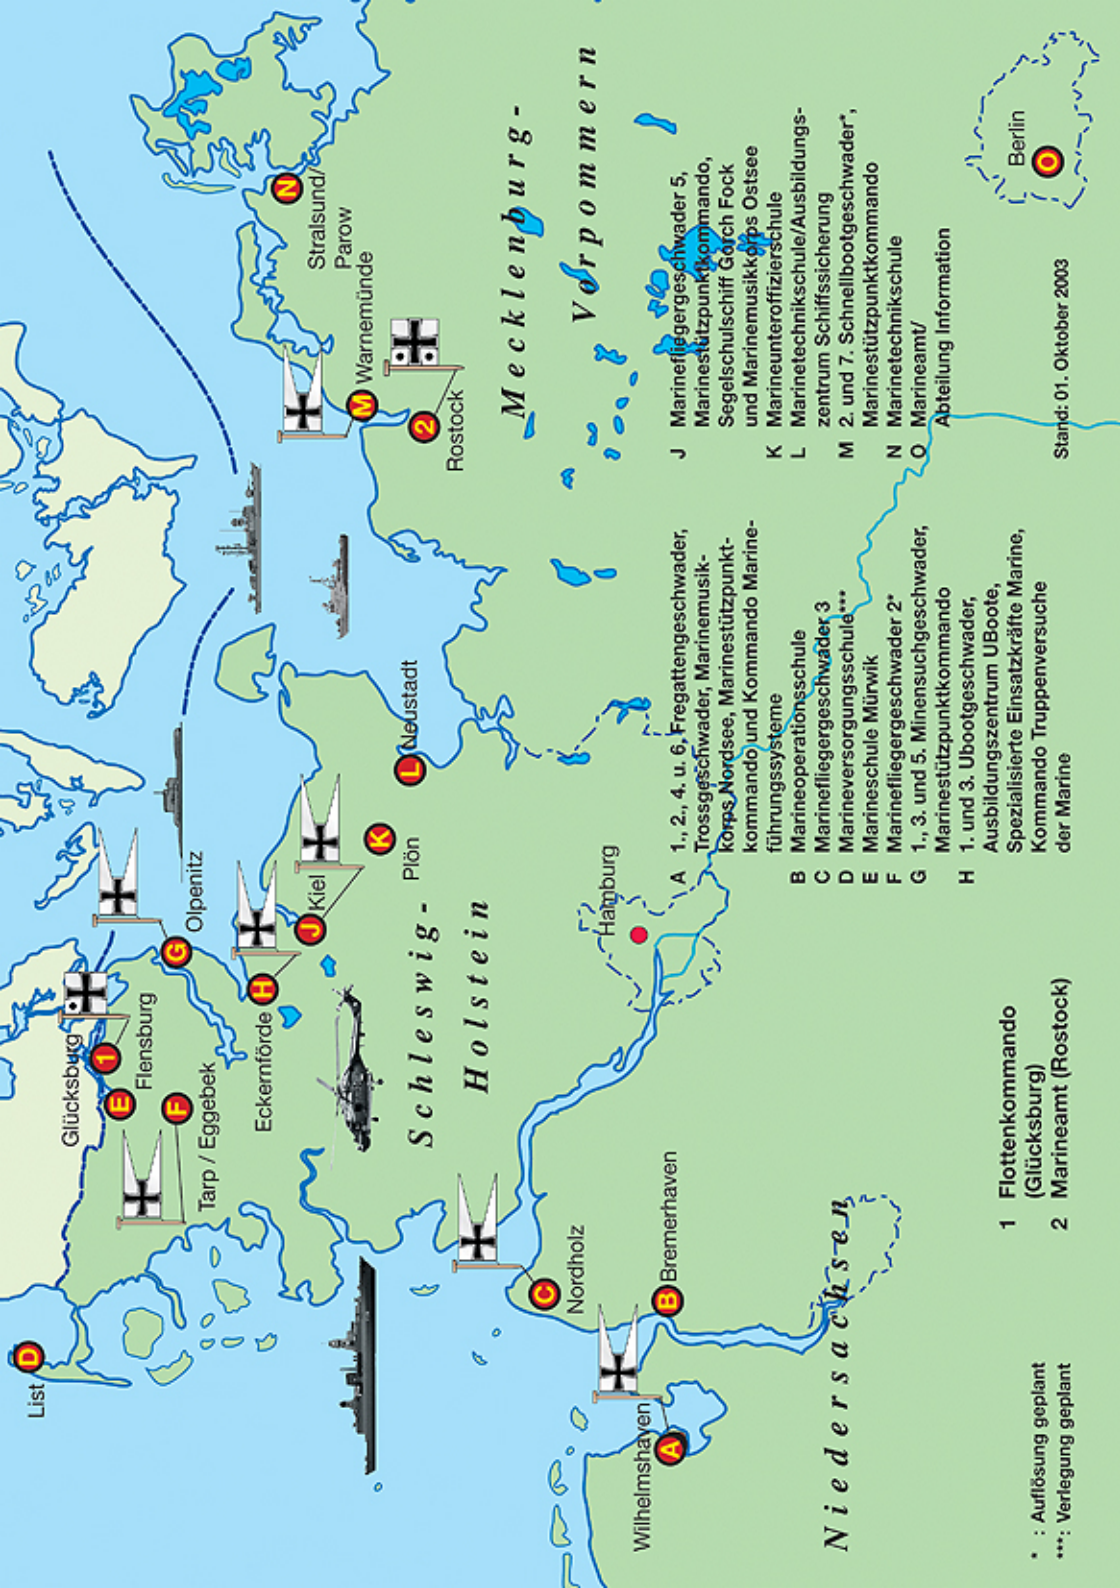 List
D
Glücksburg
1
E
Flensburg
F
Tarp / Eggebek
G
Olpenitz
H
Eckernförde
J
Kiel
K
Plön
L
Neustadt
M
Warnemünde
2
Rostock
N
Stralsund/
Parow
Schleswig-
Holstein
Mecklenburg-
Vorpommern
Hamburg
C
Nordholz
B
Bremerhaven
A
Wilhelmshaven
Niedersachsen
Berlin
O
A 1., 2., 4. u. 6. Fregattengeschwader,
Trossgeschwader, Marinemusik-
korps Nordsee, Marinestützpunkt-
kommando und Kommando Marine-
führungssysteme
B Marineoperationsschule
C Marinefliegergeschwader 3
D Marineversorgungsschule***
E Marineschule Mürwik
F Marinefliegergeschwader 2*
G 1., 3. und 5. Minensuchgeschwader,
Marinestützpunktkommando
H 1. und 3. Ubootgeschwader,
Ausbildungszentrum UBoote,
Spezialisierte Einsatzkräfte Marine,
Kommando Truppenversuche
der Marine
J Marinefliegergeschwader 5,
Marinestützpunktkommando,
Segelschulschiff Gorch Fock
und Marinemusikkorps Ostsee
K Marineunteroffizierschule
L Marinetechnikschule/Ausbildungs-
zentrum Schiffssicherung
M 2. und 7. Schnellbootgeschwader*,
Marinestützpunktkommando
N Marinetechnikschule
O Marineamt/
Abteilung Information
1 Flottenkommando
(Glücksburg)
2 Marineamt (Rostock)
* : Auflösung geplant
***: Verlegung geplant
Stand: 01. Oktober 2003